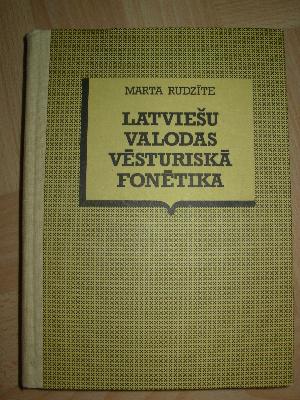 MARTA RUDZĪTE
LATVIEŠU
VALODAS
VĒSTURISKĀ
FONĒTIKA